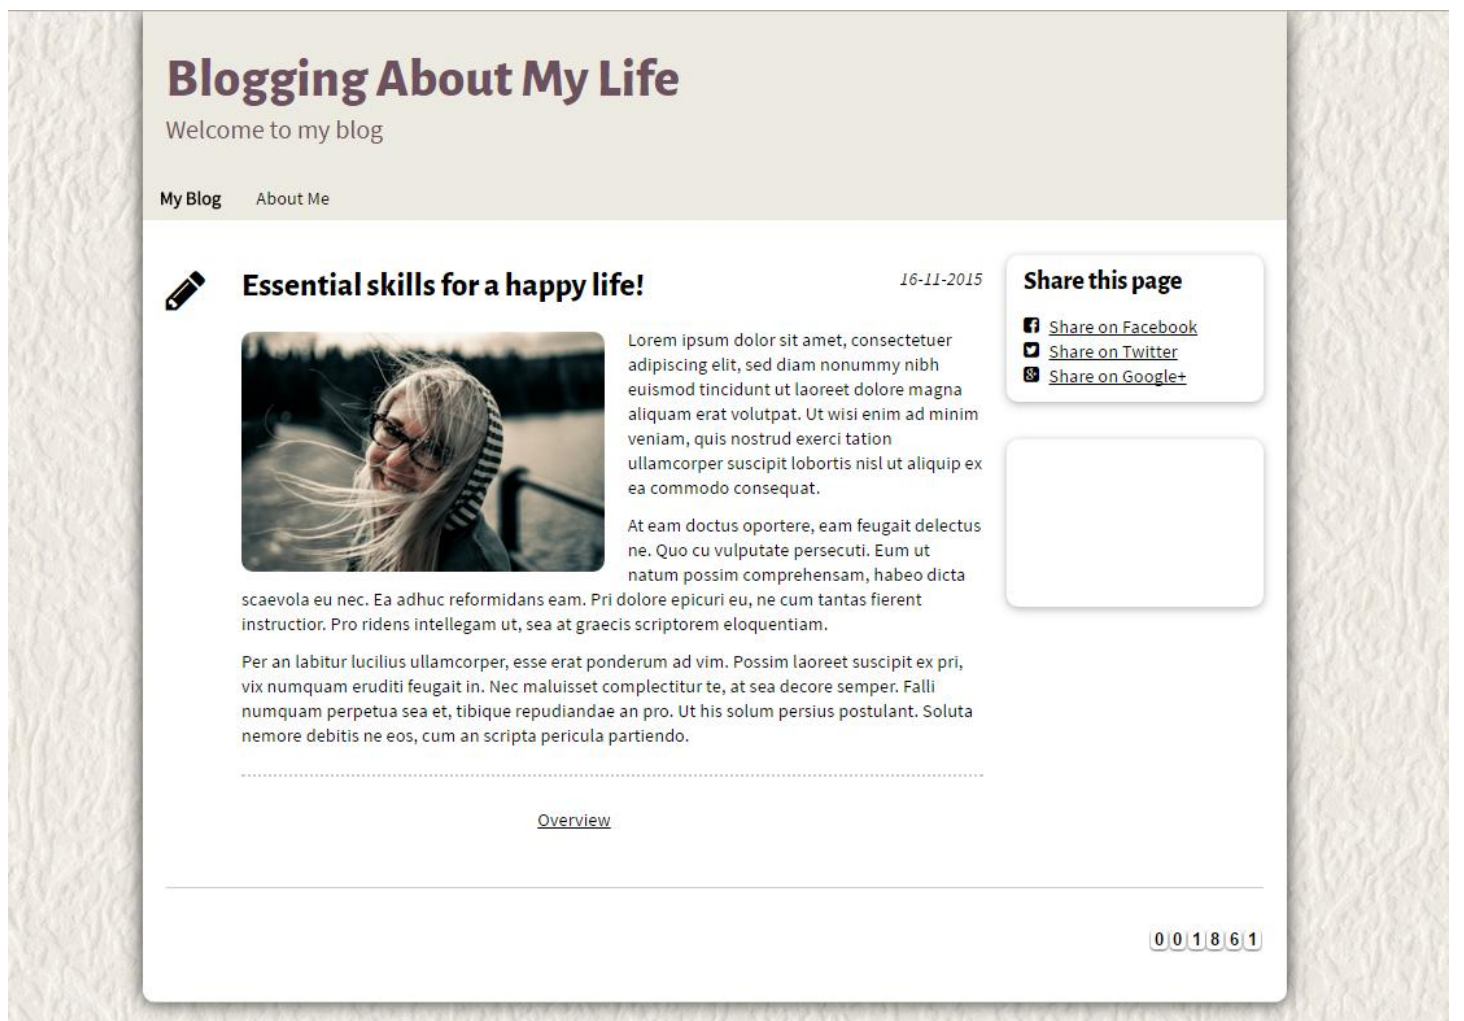 Blogging About My Life
Welcome to my blog
My Blog
About Me
Essential skills for a happy life!
16-11-2015
Lorem ipsum dolor sit amet, consectetuer
adipiscing elit, sed diam nonummy nibh
euismod tincidunt ut laoreet dolore magna
aliquam erat volutpat. Ut wisi enim ad minim
veniam, quis nostrud exerci tation
ullamcorper suscipit lobortis nisl ut aliquip ex
ea commodo consequat.
At eam doctus oportere, eam feugait delectus
ne. Quo cu vulputate persecuti. Eum ut
natum possim comprehensam, habeo dicta
scaevola eu nec. Ea adhuc reformidans eam. Pri dolore epicuri eu, ne cum tantas fierent
instructior. Pro ridens intellegam ut, sea at graecis scriptorem eloquentiam.
Per an labitur lucilius ullamcorper, esse erat ponderum ad vim. Possim laoreet suscipit ex pri,
vix numquam eruditi feugait in. Nec maluisset complectitur te, at sea decore semper. Falli
numquam perpetua sea et, tibique repudiandae an pro. Ut his solum persius postulant. Soluta
nemore debitis ne eos, cum an scripta pericula partiendo.
Overview
Share this page
Share on Facebook
Share on Twitter
Share on Google+
001861